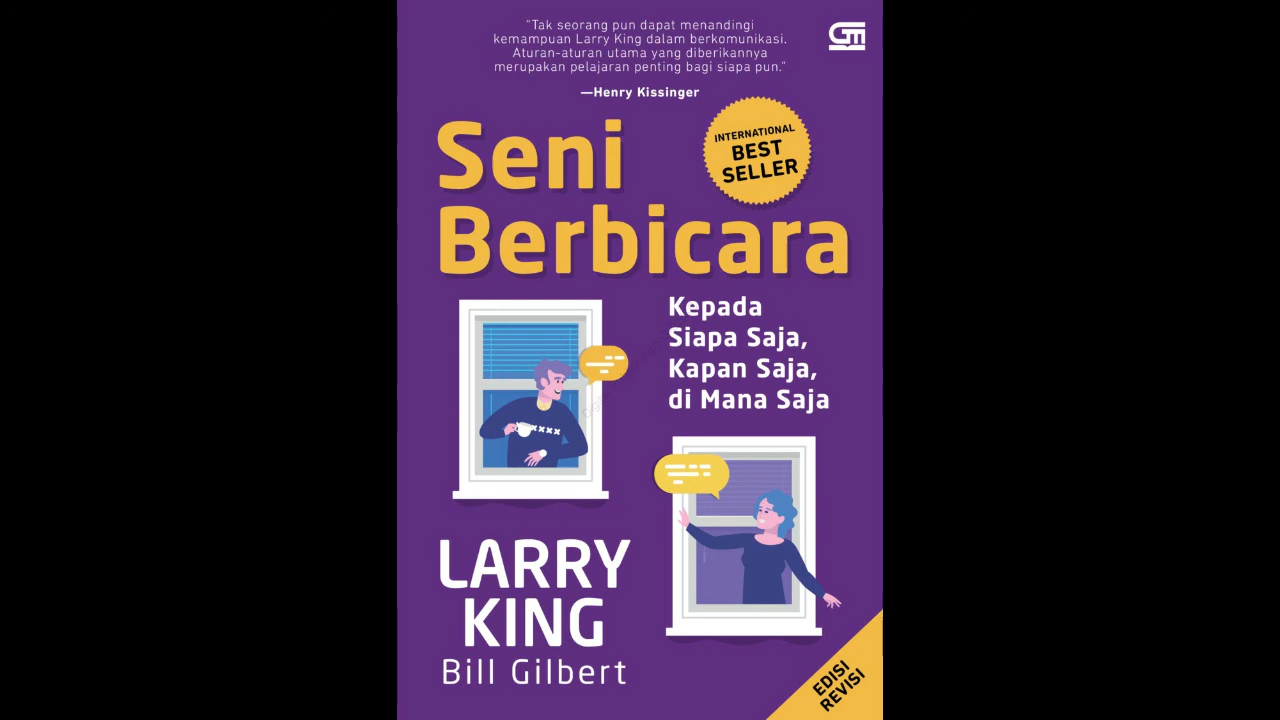 "Tak seorang pun dapat menandingi
kemampuan Larry King dalam berkomunikasi.
Aturan-aturan utama yang diberikannya
merupakan pelajaran penting bagi siapa pun."
—Henry Kissinger
GM
Seni
Berbicara
INTERNATIONAL
BEST
SELLER
Kepada
Siapa Saja,
Kapan Saja,
di Mana Saja
LARRY
KING
Bill Gilbert
EDISI
REVISI